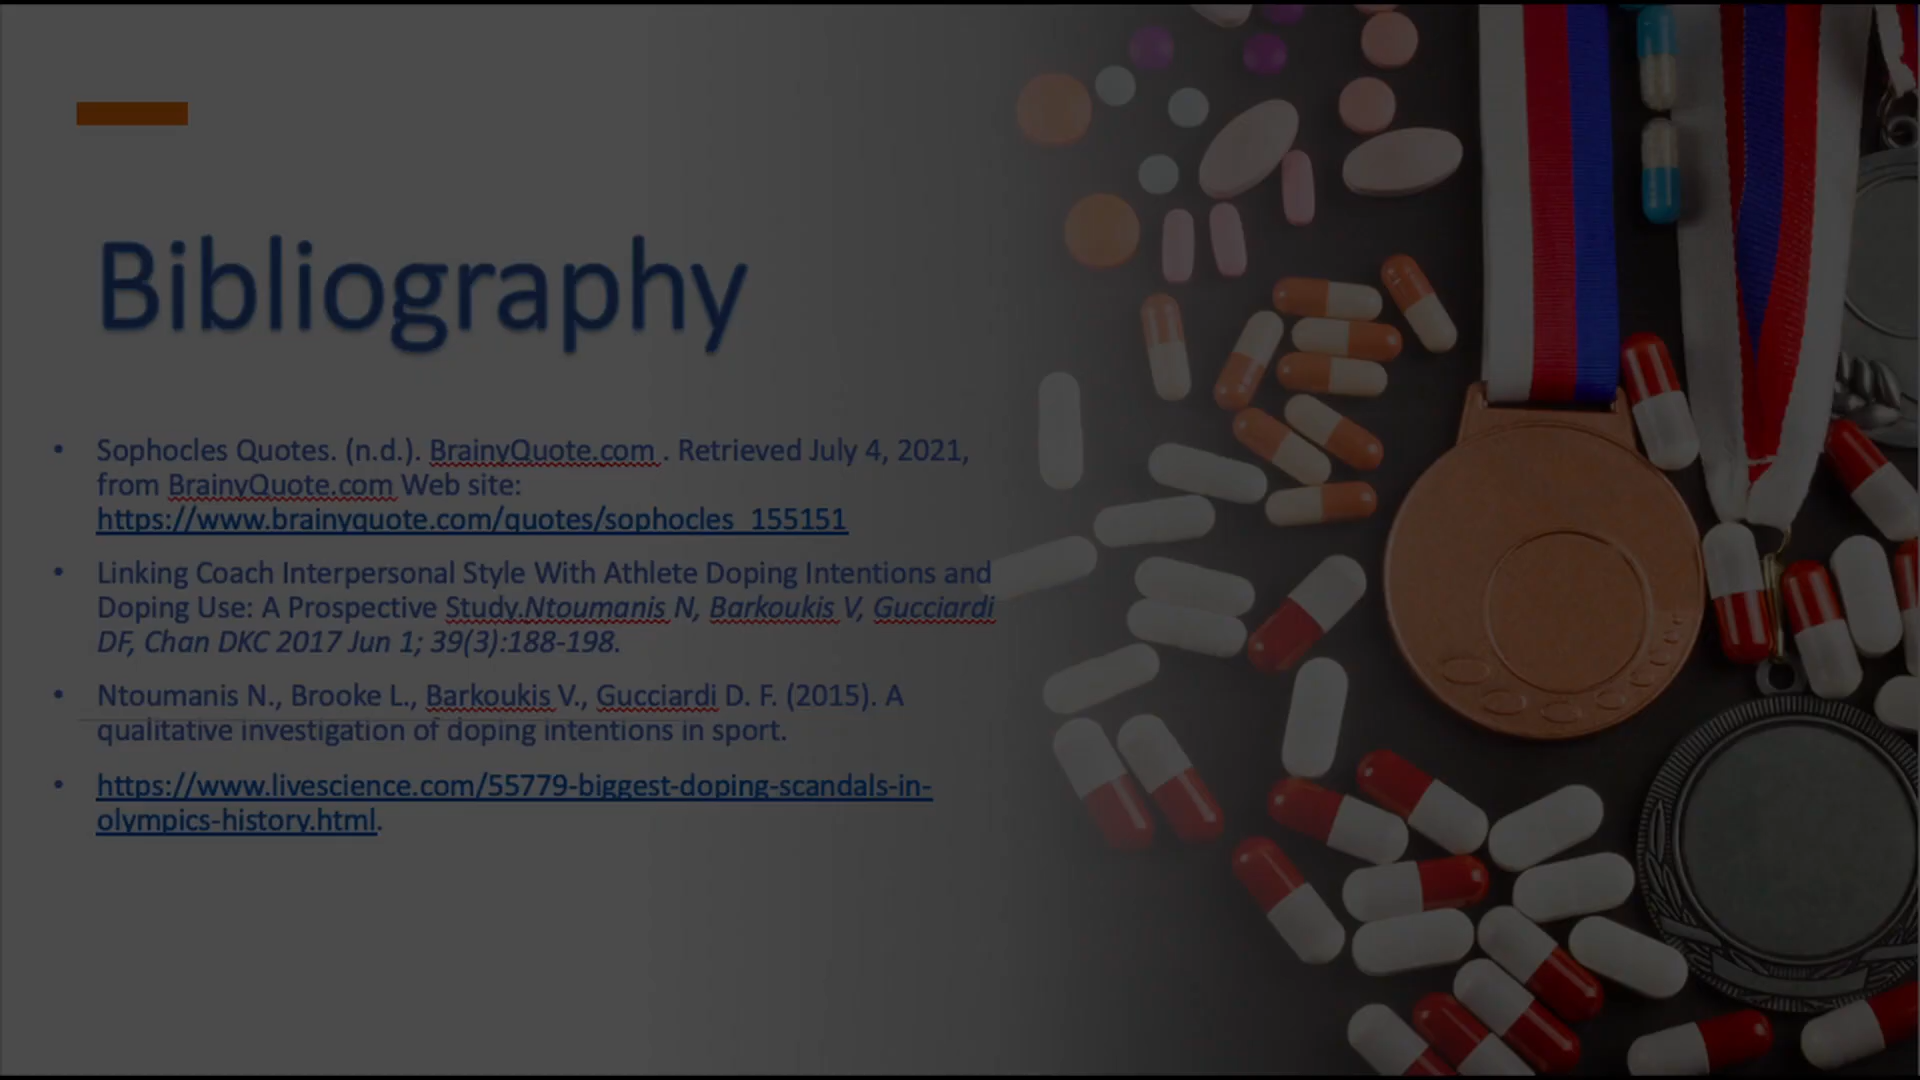 Bibliography
• Sophocles Quotes. (n.d.). BrainyQuote.com . Retrieved July 4, 2021,
from BrainyQuote.com Web site:
https://www.brainyquote.com/quotes/sophocles_155151
• Linking Coach Interpersonal Style With Athlete Doping Intentions and
Doping Use: A Prospective Study.Ntoumanis N, Barkoukis V, Gucciardi
DF, Chan DKC 2017 Jun 1; 39(3):188-198.
• Ntoumanis N., Brooke L., Barkoukis V., Gucciardi D. F. (2015). A
qualitative investigation of doping intentions in sport.
• https://www.livescience.com/55779-biggest-doping-scandals-in-
olympics-history.html.